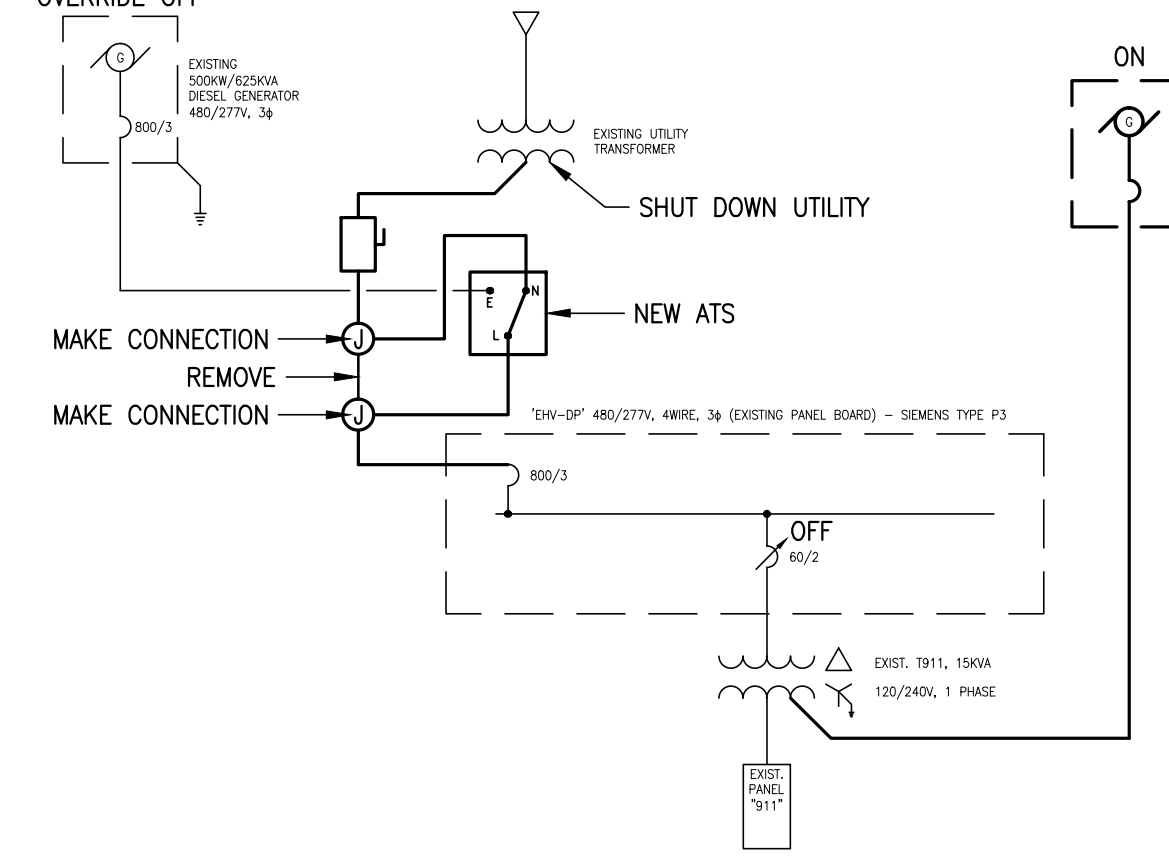 OVERRIDE OFF
G
EXISTING
500KW/625KVA
DIESEL GENERATOR
480/277V, 3ϕ
800/3
EXISTING UTILITY
TRANSFORMER
SHUT DOWN UTILITY
ON
G
E
N
L
NEW ATS
MAKE CONNECTION
J
REMOVE
MAKE CONNECTION
J
'EHV-DP' 480/277V, 4WIRE, 3ϕ (EXISTING PANEL BOARD) – SIEMENS TYPE P3
800/3
OFF
60/2
EXIST. T911, 15KVA
120/240V, 1 PHASE
EXIST.
PANEL
"911"